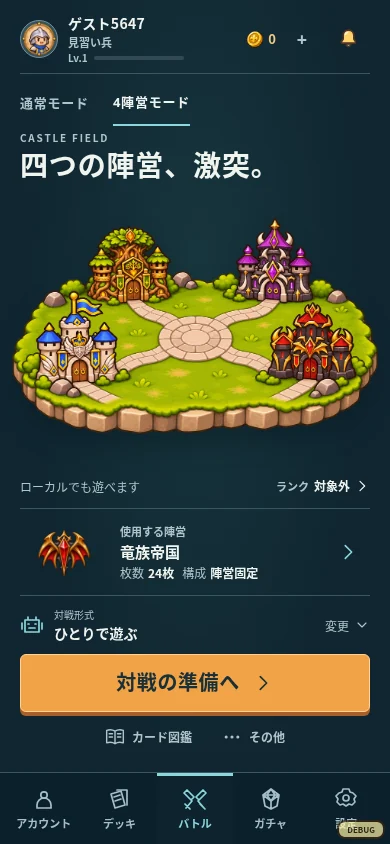 ゲスト5647
見習い兵
Lv.1
0
+
通常モード 4陣営モード
CASTLE FIELD
四つの陣営、激突。
ローカルでも遊べます ランク 対象外
使用する陣営
竜族帝国
枚数 24枚 構成 陣営固定
対戦形式
ひとりで遊ぶ
変更
対戦の準備へ
カード図鑑 その他
アカウント デッキ バトル ガチャ 設定
DEBUG